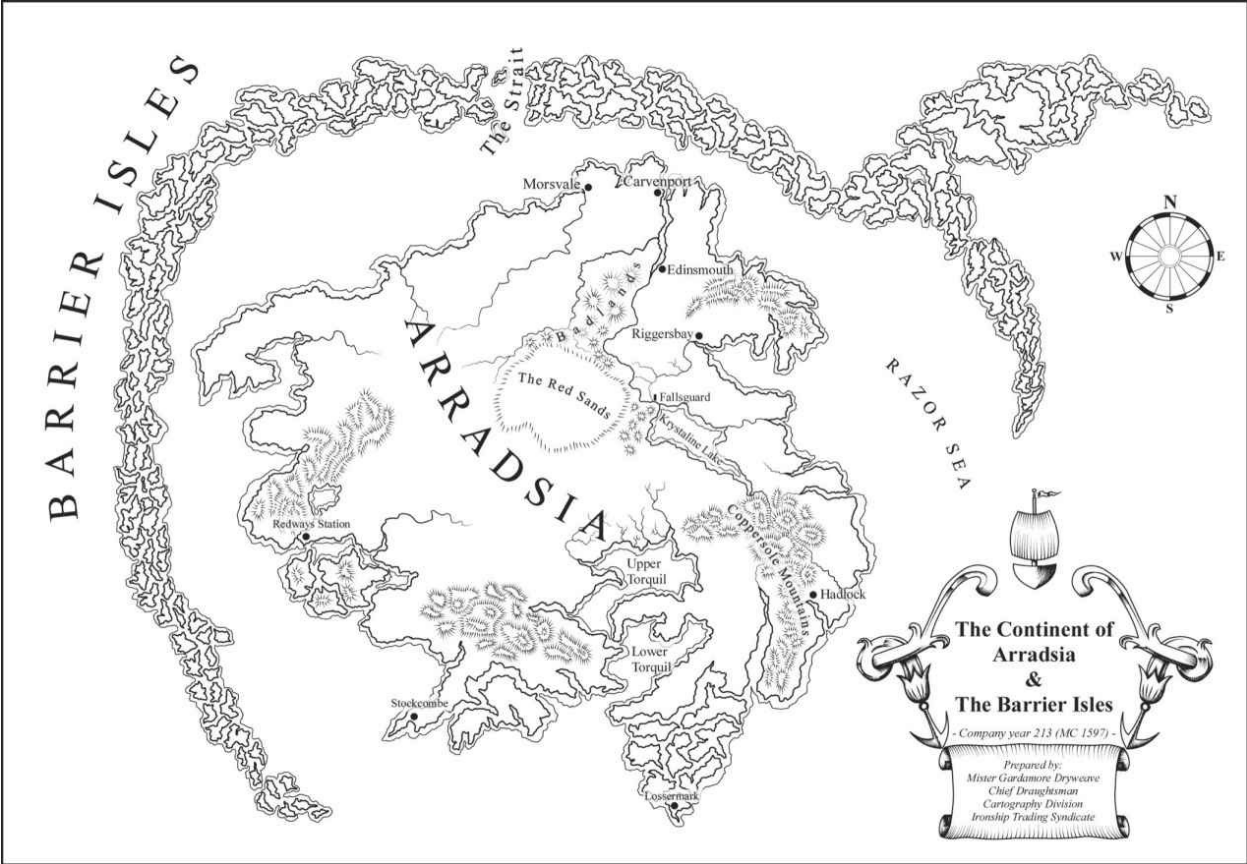 BARRIER ISLES
The Strait
Morsvale
Carvenport
Edinsmouth
Badlands
Riggersbay
The Red Sands
Fallsguard
Krystaline Lake
ARRADSIA
RAZOR SEA
N
W
E
S
Redways Station
Coppersole Mountains
Upper
Torquil
Hadlock
Lower
Torquil
Stockcombe
Lossermark
The Continent of
Arradsia
&
The Barrier Isles
- Company year 213 (MC 1597) -
Prepared by:
Mister Gardamore Dryweave
Chief Draughtsman
Cartography Division
Ironship Trading Syndicate